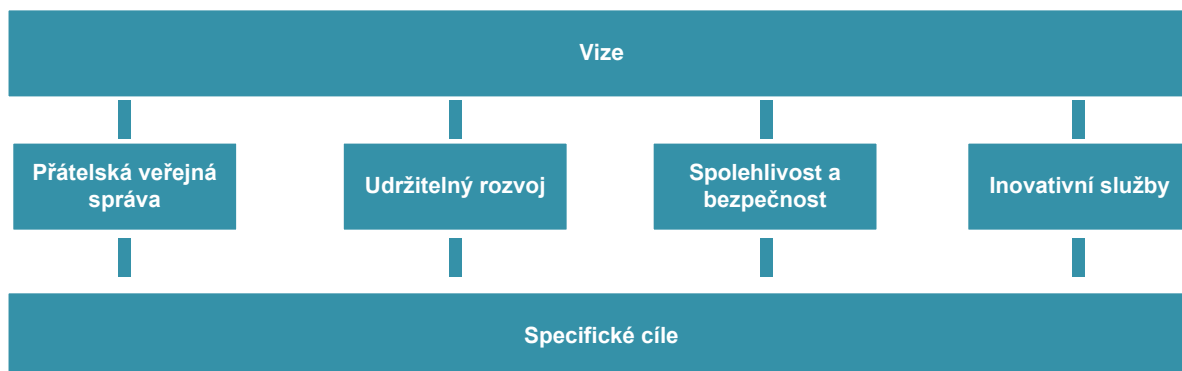 Vize
Přátelská veřejná
správa
Udržitelný rozvoj
Spolehlivost a
bezpečnost
Inovativní služby
Specifické cíle